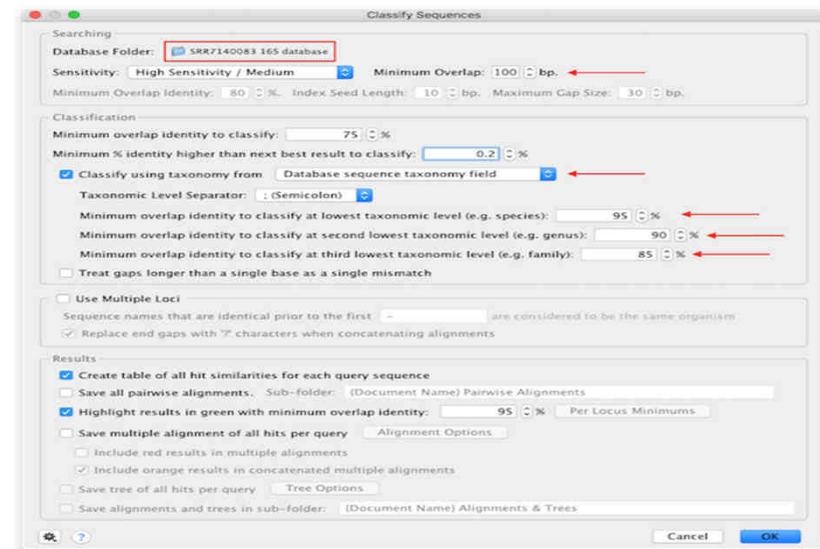 Classify Sequences
Searching
Database Folder: SRR7140083 16S database
Sensitivity: High Sensitivity / Medium Minimum Overlap: 100 bp.
Minimum Overlap Identity: 80 %. Index Seed Length: 10 bp. Maximum Gap Size: 30 bp.
Classification
Minimum overlap identity to classify: 75 %
Minimum % identity higher than next best result to classify: 0.2 %
Classify using taxonomy from Database sequence taxonomy field
Taxonomic Level Separator: ; (Semicolon)
Minimum overlap identity to classify at lowest taxonomic level (e.g. species): 95 %
Minimum overlap identity to classify at second lowest taxonomic level (e.g. genus): 90 %
Minimum overlap identity to classify at third lowest taxonomic level (e.g. family): 85 %
Treat gaps longer than a single base as a single mismatch
Use Multiple Loci
Sequence names that are identical prior to the first – are considered to be the same organism
Replace end gaps with '?' characters when concatenating alignments
Results
Create table of all hit similarities for each query sequence
Save all pairwise alignments. Sub-folder: (Document Name) Pairwise Alignments
Highlight results in green with minimum overlap identity: 95 % Per Locus Minimums
Save multiple alignment of all hits per query Alignment Options
Include red results in multiple alignments
Include orange results in concatenated multiple alignments
Save tree of all hits per query Tree Options
Save alignments and trees in sub-folder: (Document Name) Alignments & Trees
? Cancel OK